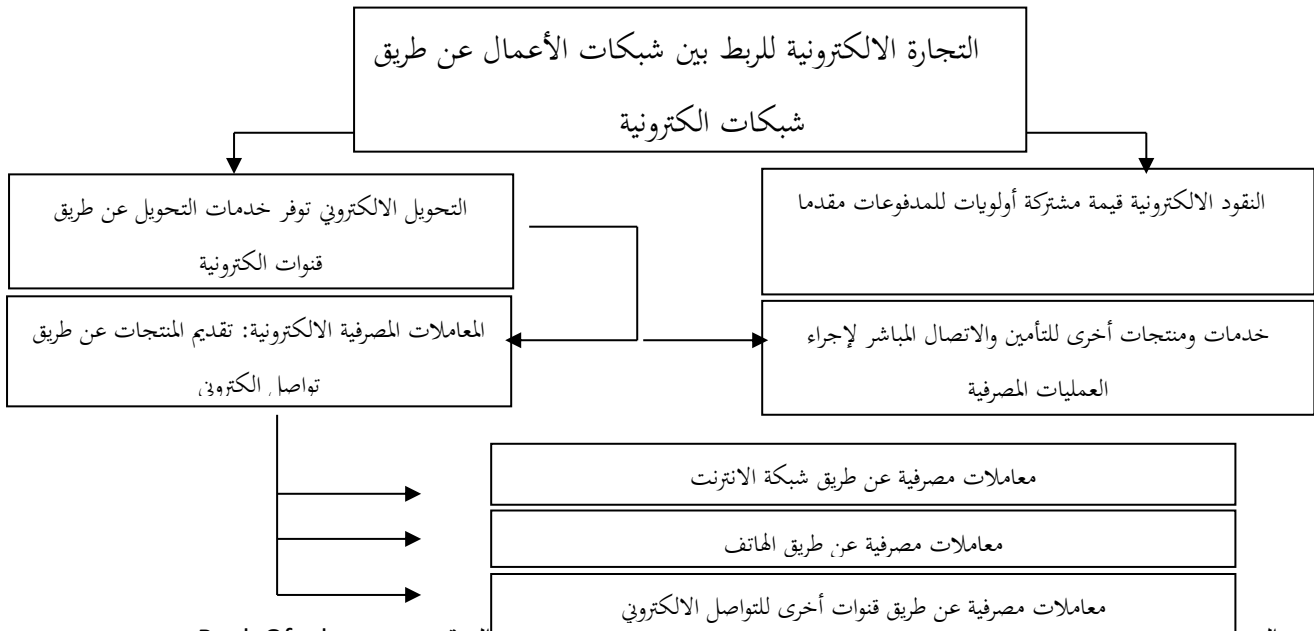 التجارة الالكترونية للربط بين شبكات الأعمال عن طريق
شبكات الكترونية
النقود الالكترونية قيمة مشتركة أولويات للمدفوعات مقدما
التحويل الالكتروني توفر خدمات التحويل عن طريق
قنوات الكترونية
خدمات ومنتجات أخرى للتأمين والاتصال المباشر لإجراء
العمليات المصرفية
المعاملات المصرفية الالكترونية: تقديم المنتجات عن طريق
تواصل الكتروني
معاملات مصرفية عن طريق شبكة الانترنت
معاملات مصرفية عن طريق الهاتف
معاملات مصرفية عن طريق قنوات أخرى للتواصل الالكتروني